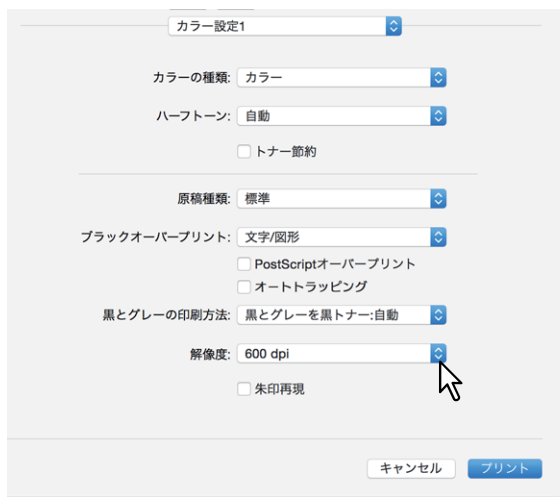 カラー設定1
カラーの種類: カラー
ハーフトーン: 自動
トナー節約
原稿種類: 標準
ブラックオーバープリント: 文字/図形
PostScriptオーバープリント
オートトラッピング
黒とグレーの印刷方法: 黒とグレーを黒トナー:自動
解像度: 600 dpi
朱印再現
キャンセル プリント